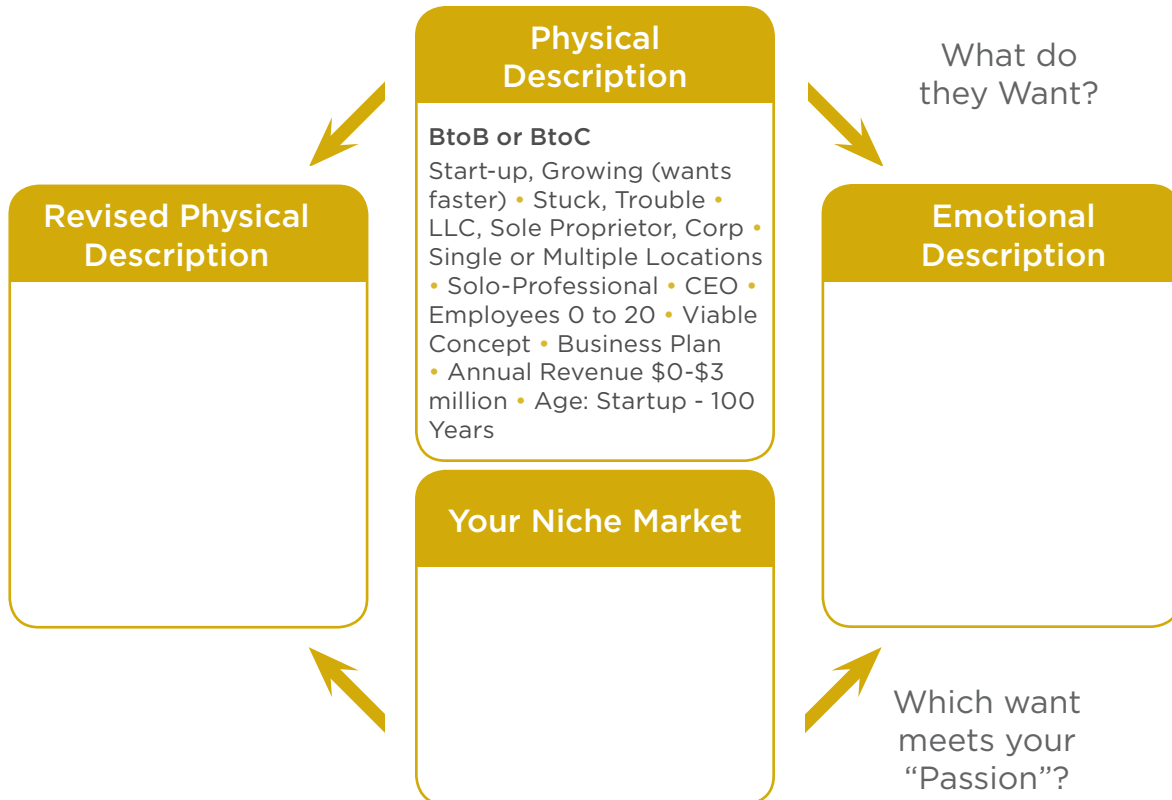 Physical
Description
BtoB or BtoC
Start-up, Growing (wants
faster) • Stuck, Trouble •
LLC, Sole Proprietor, Corp •
Single or Multiple Locations
• Solo-Professional • CEO •
Employees 0 to 20 • Viable
Concept • Business Plan
• Annual Revenue $0-$3
million • Age: Startup - 100
Years
What do
they Want?
Revised Physical
Description
Emotional
Description
Your Niche Market
Which want
meets your
“Passion”?